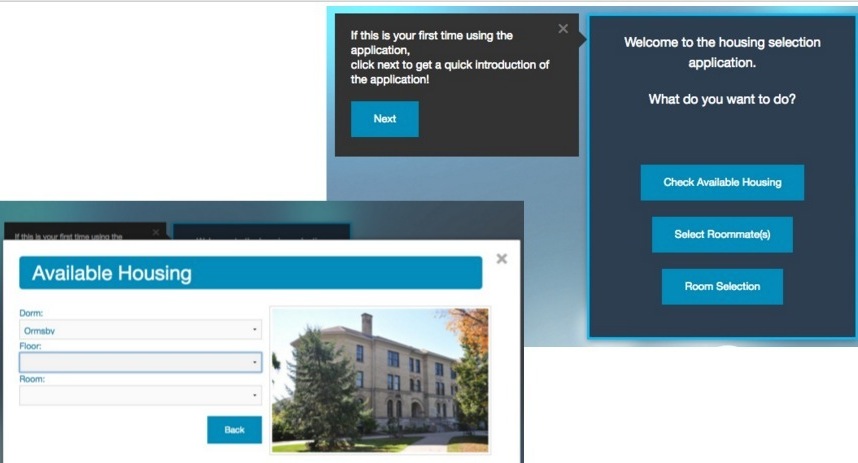 If this is your first time using the
application,
click next to get a quick introduction of
the application!
Next
Welcome to the housing selection
application.
What do you want to do?
Check Available Housing
Select Roommate(s)
Room Selection
If this is your first time using the
Available Housing
Dorm:
Ormsby
Floor:
Room:
Back